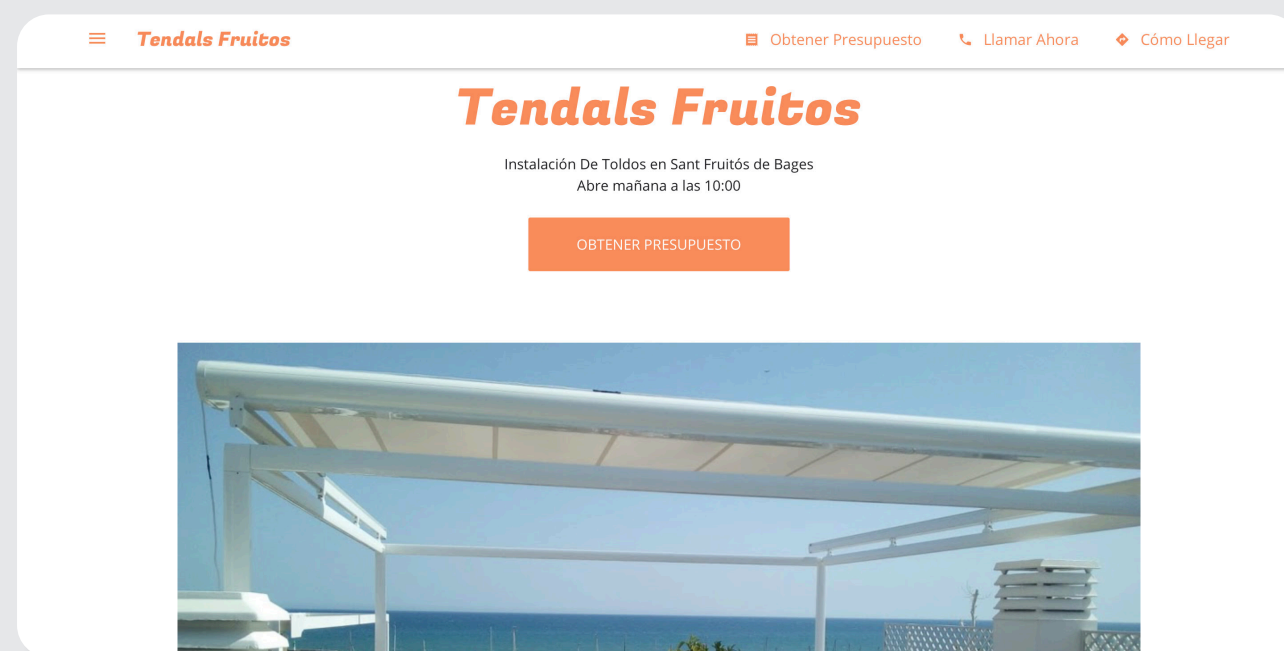 Tendals Fruitos
Obtener Presupuesto
Llamar Ahora
Cómo Llegar
Tendals Fruitos
Instalación De Toldos en Sant Fruitós de Bages
Abre mañana a las 10:00
OBTENER PRESUPUESTO